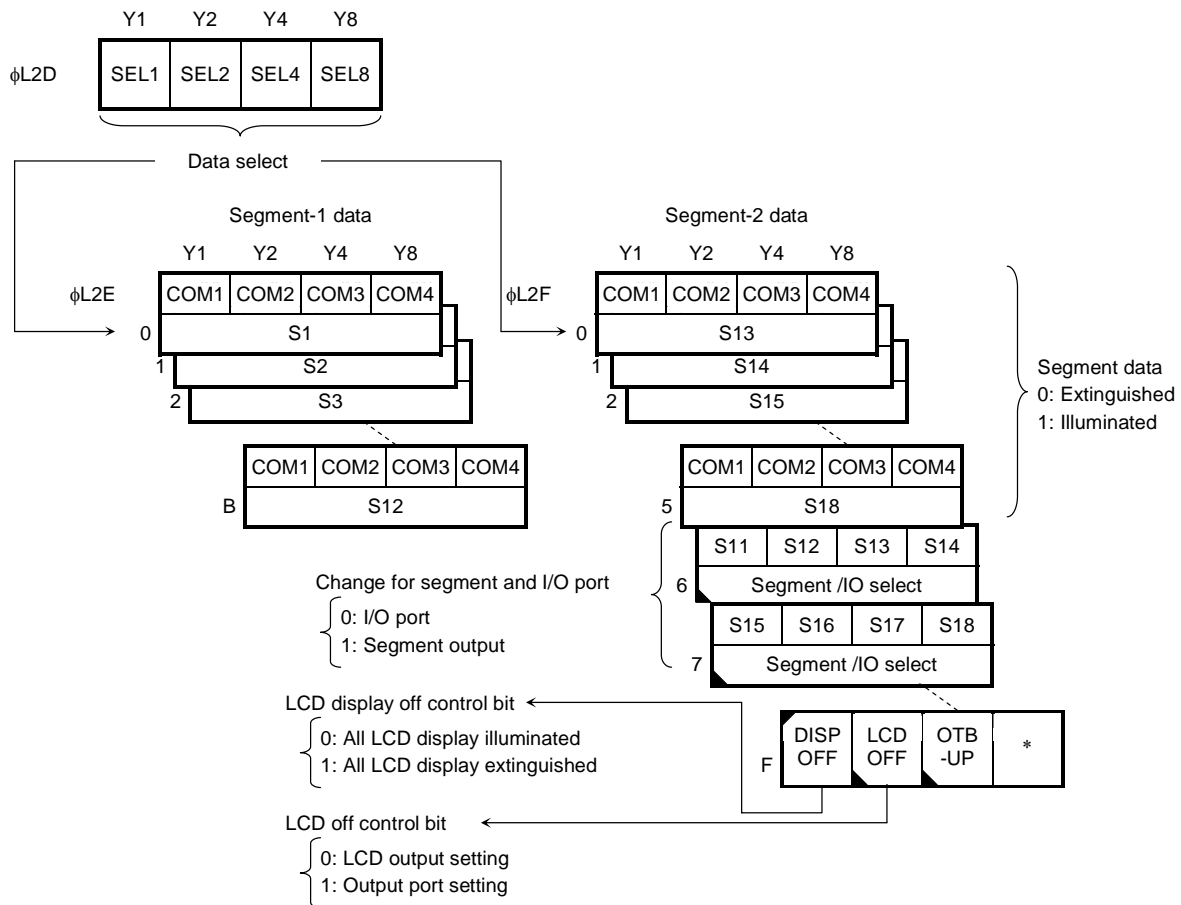 Y1 Y2 Y4 Y8
ϕL2D SEL1 SEL2 SEL4 SEL8
Data select
Segment-1 data
Y1 Y2 Y4 Y8
ϕL2E COM1 COM2 COM3 COM4
0 S1
1 S2
2 S3
COM1 COM2 COM3 COM4
B S12
Segment-2 data
Y1 Y2 Y4 Y8
ϕL2F COM1 COM2 COM3 COM4
0 S13
1 S14
2 S15
COM1 COM2 COM3 COM4
5 S18
Segment data
0: Extinguished
1: Illuminated
S11 S12 S13 S14
6 Segment /IO select
S15 S16 S17 S18
7 Segment /IO select
Change for segment and I/O port
0: I/O port
1: Segment output
F DISP OFF LCD OFF OTB -UP *
LCD display off control bit
0: All LCD display illuminated
1: All LCD display extinguished
LCD off control bit
0: LCD output setting
1: Output port setting